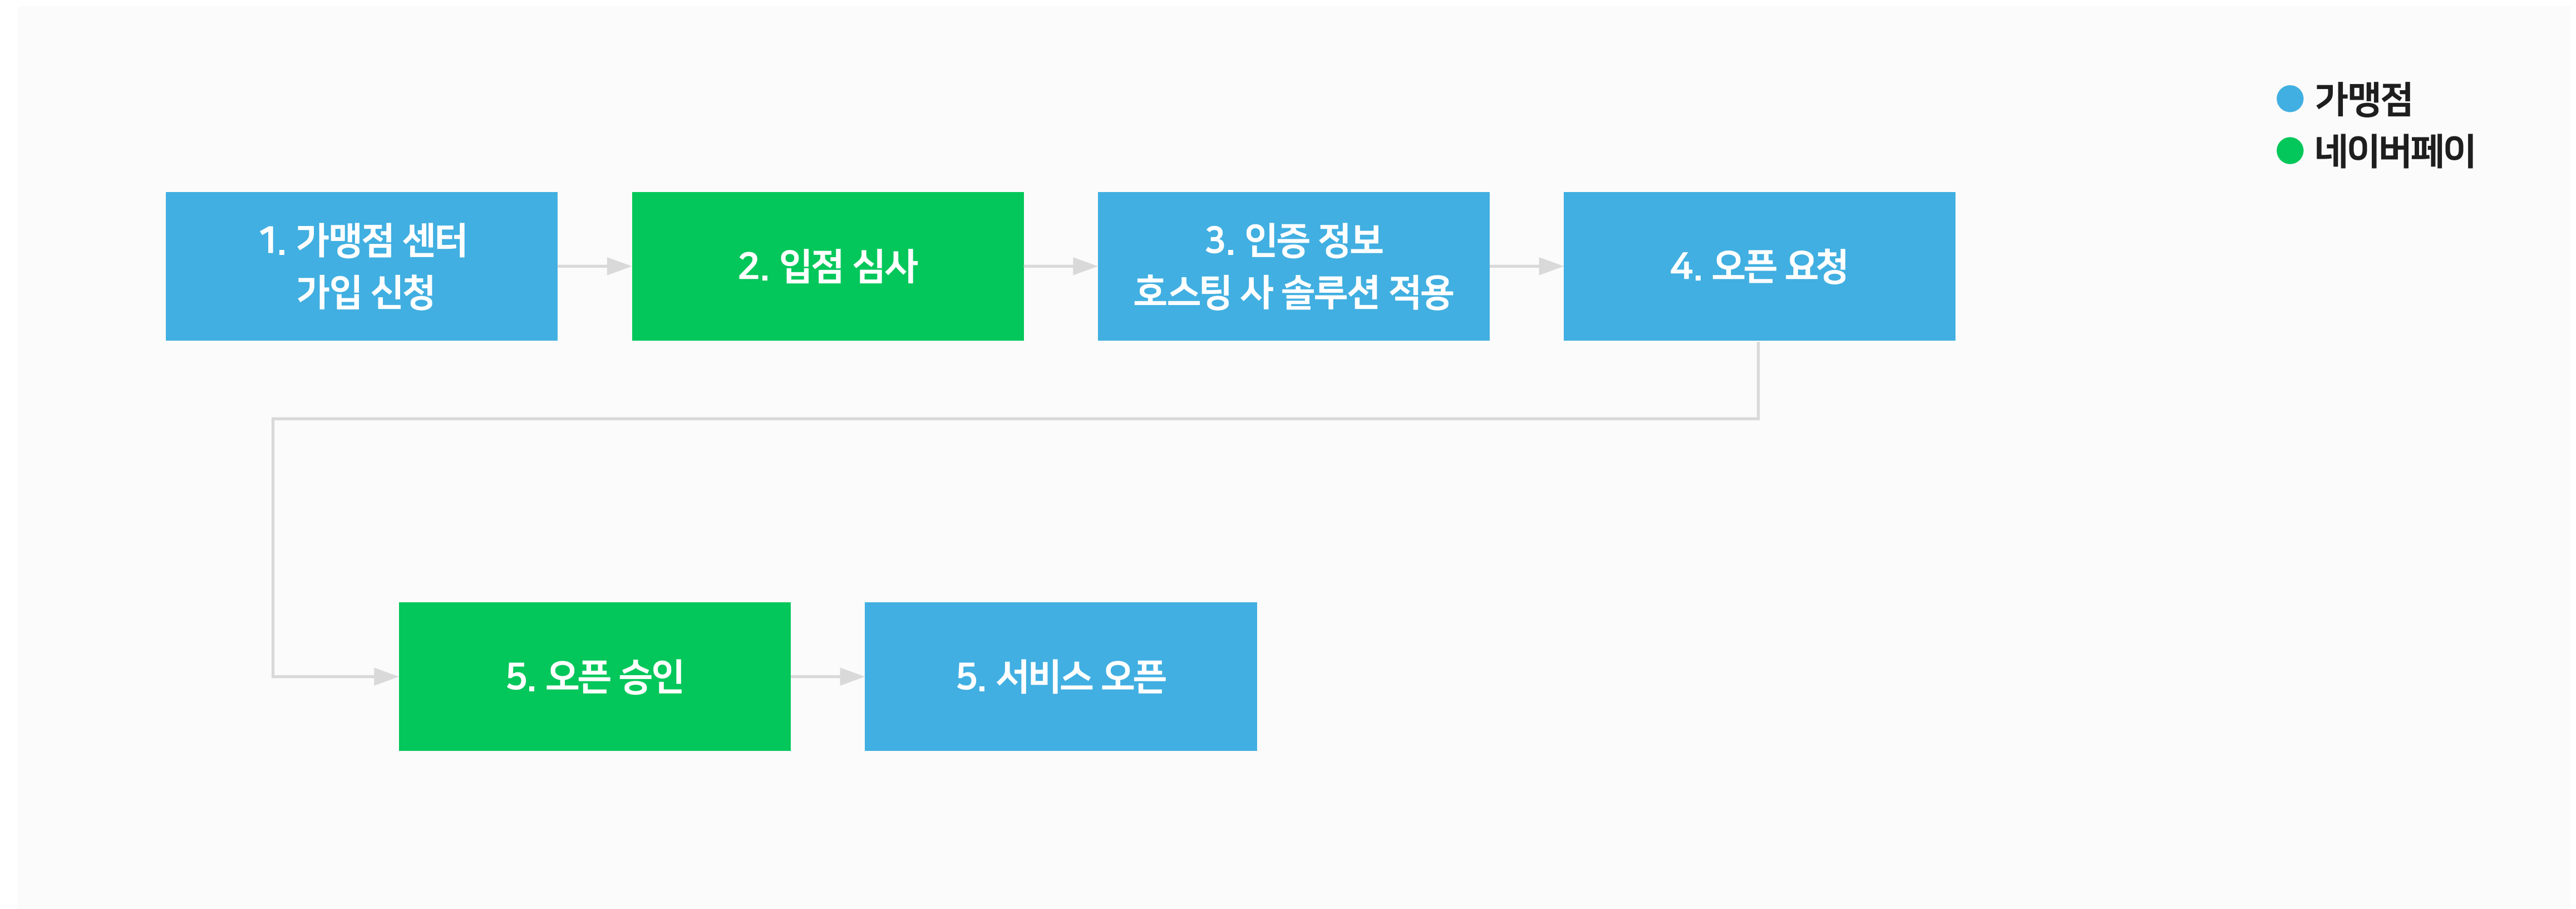 가맹점
네이버페이
1. 가맹점 센터
가입 신청
2. 입점 심사
3. 인증 정보
호스팅 사 솔루션 적용
4. 오픈 요청
5. 오픈 승인
5. 서비스 오픈